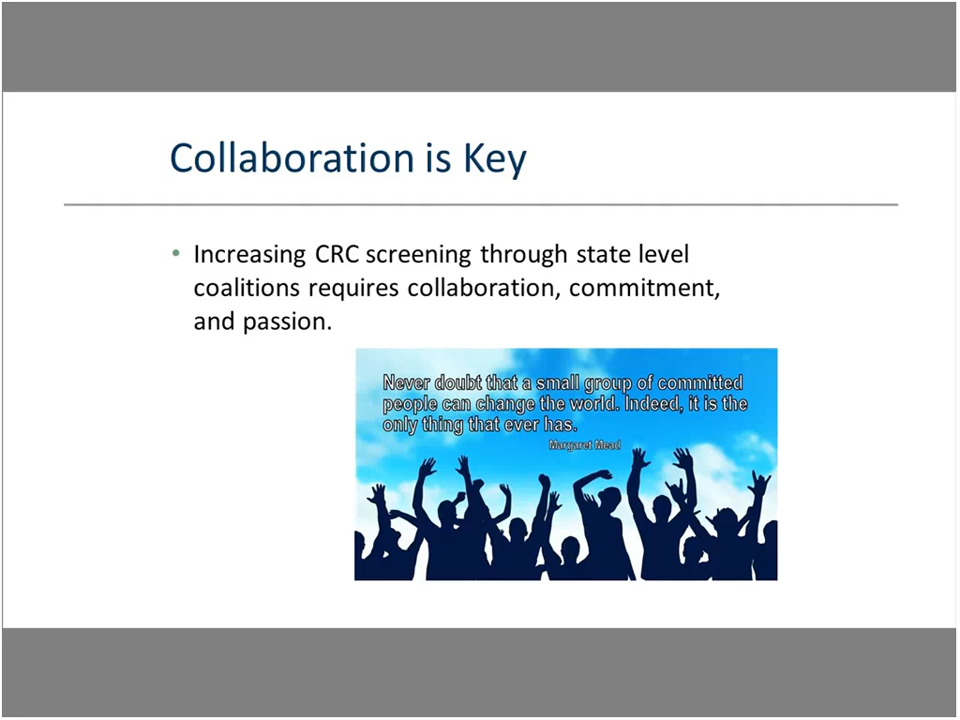 Collaboration is Key
• Increasing CRC screening through state level
coalitions requires collaboration, commitment,
and passion.
Never doubt that a small group of committed
people can change the world. Indeed, it is the
only thing that ever has.
Margaret Mead